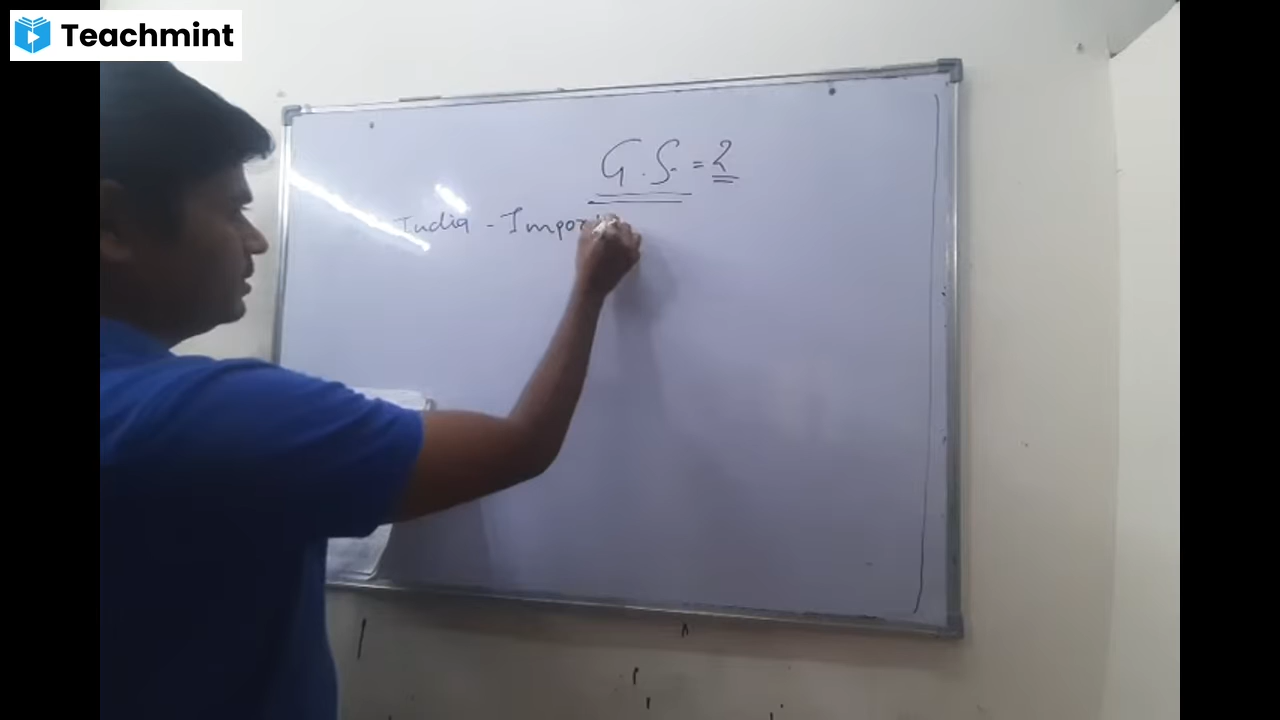 Teachmint
G.S. = 2
India - Impor